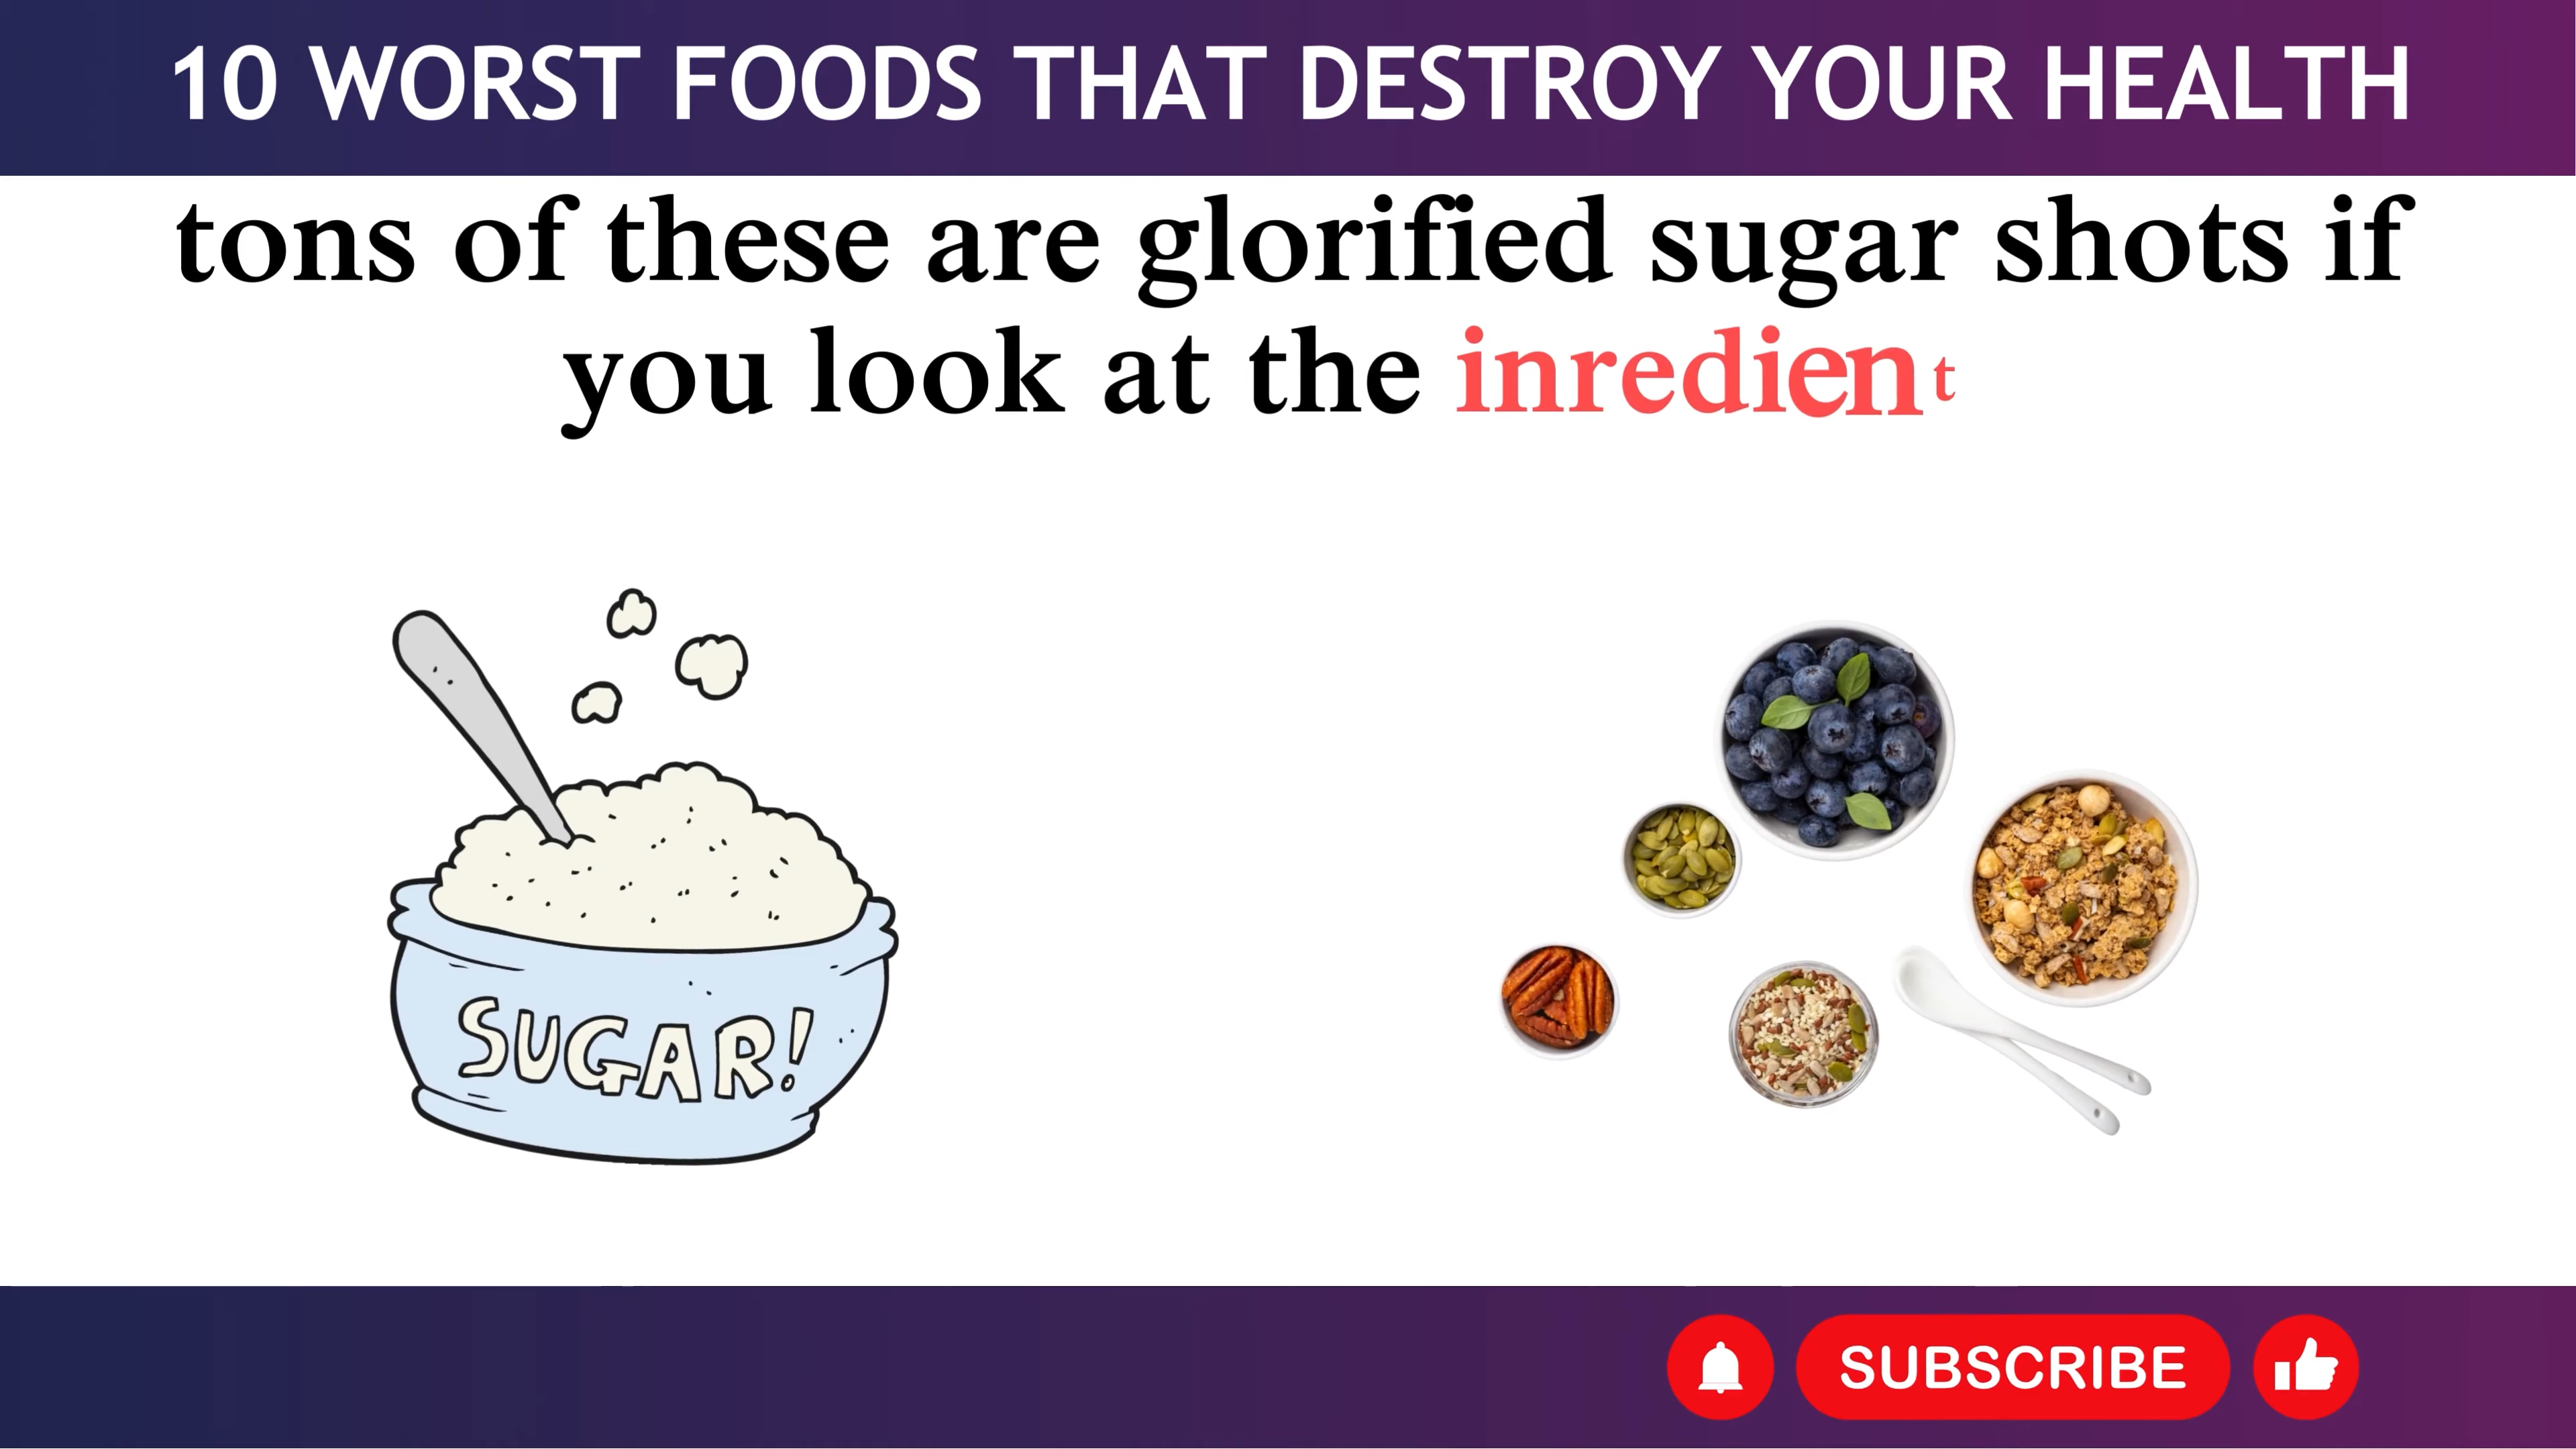 10 WORST FOODS THAT DESTROY YOUR HEALTH
tons of these are glorified sugar shots if
you look at the inredient
SUGAR!
SUBSCRIBE